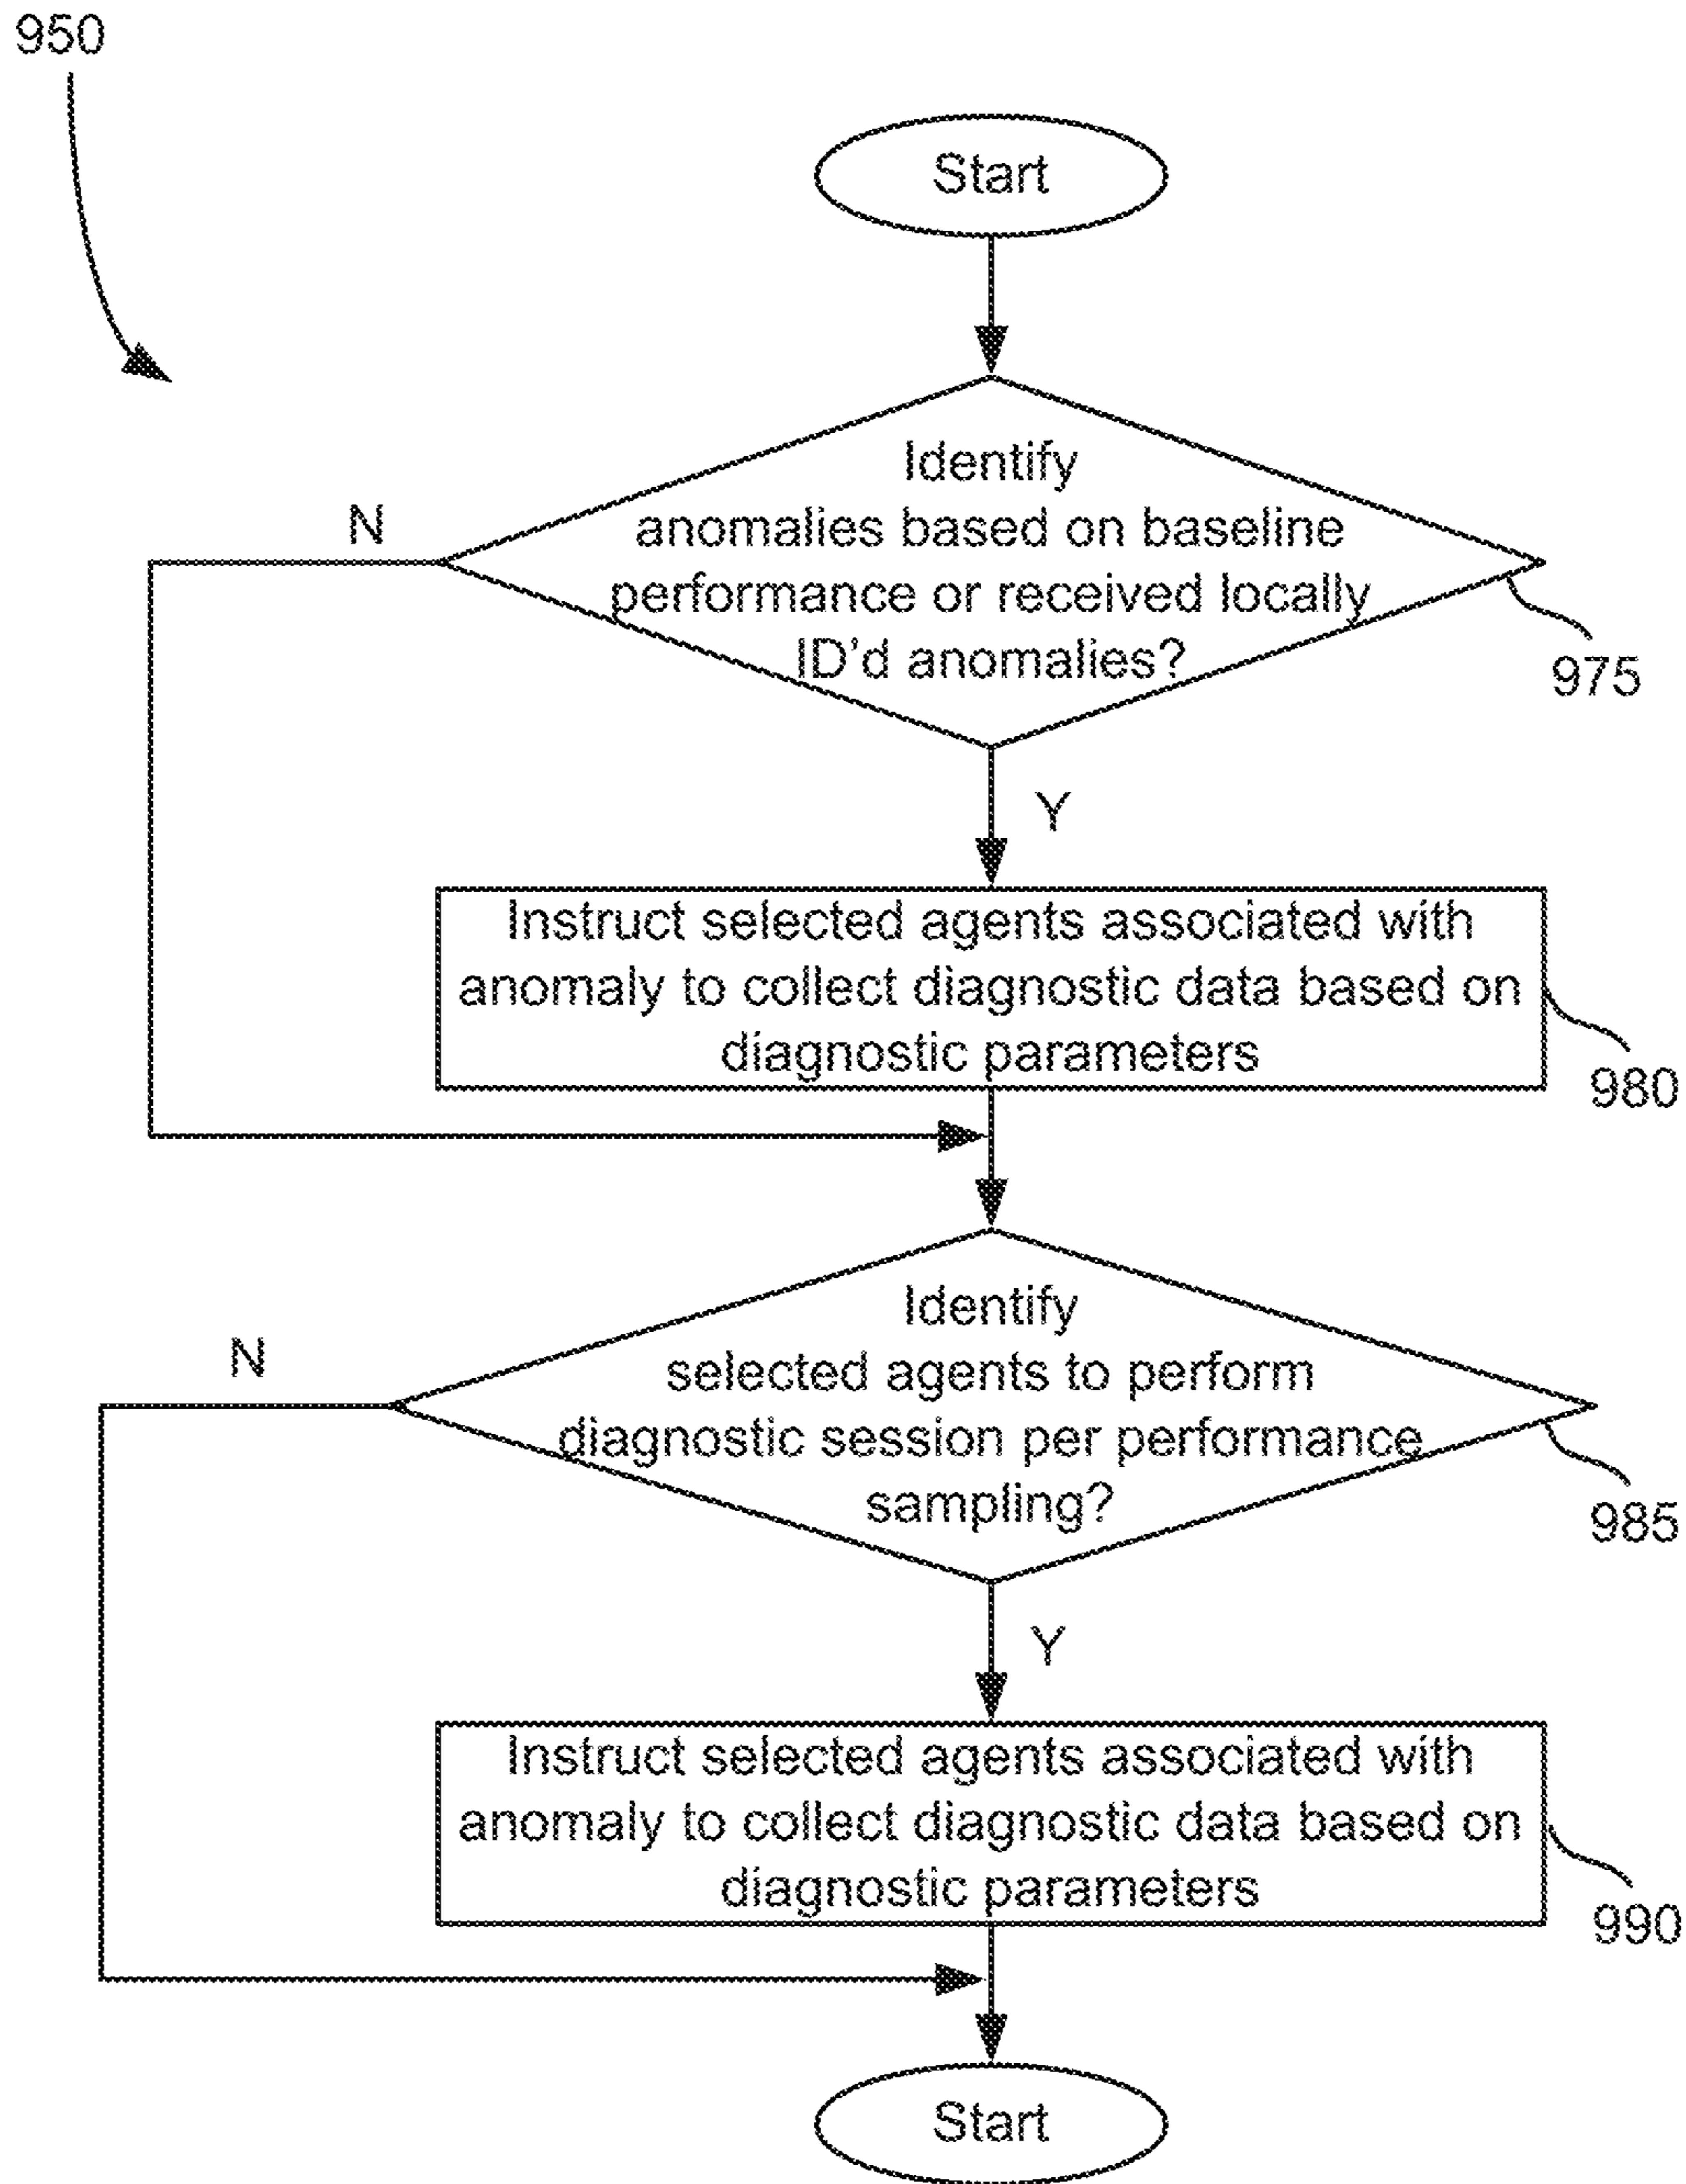 950
Start
Identify
anomalies based on baseline
performance or received locally
ID'd anomalies?
N
975
Y
Instruct selected agents associated with
anomaly to collect diagnostic data based on
diagnostic parameters
980
Identify
selected agents to perform
diagnostic session per performance
sampling?
N
985
Y
Instruct selected agents associated with
anomaly to collect diagnostic data based on
diagnostic parameters
990
Start